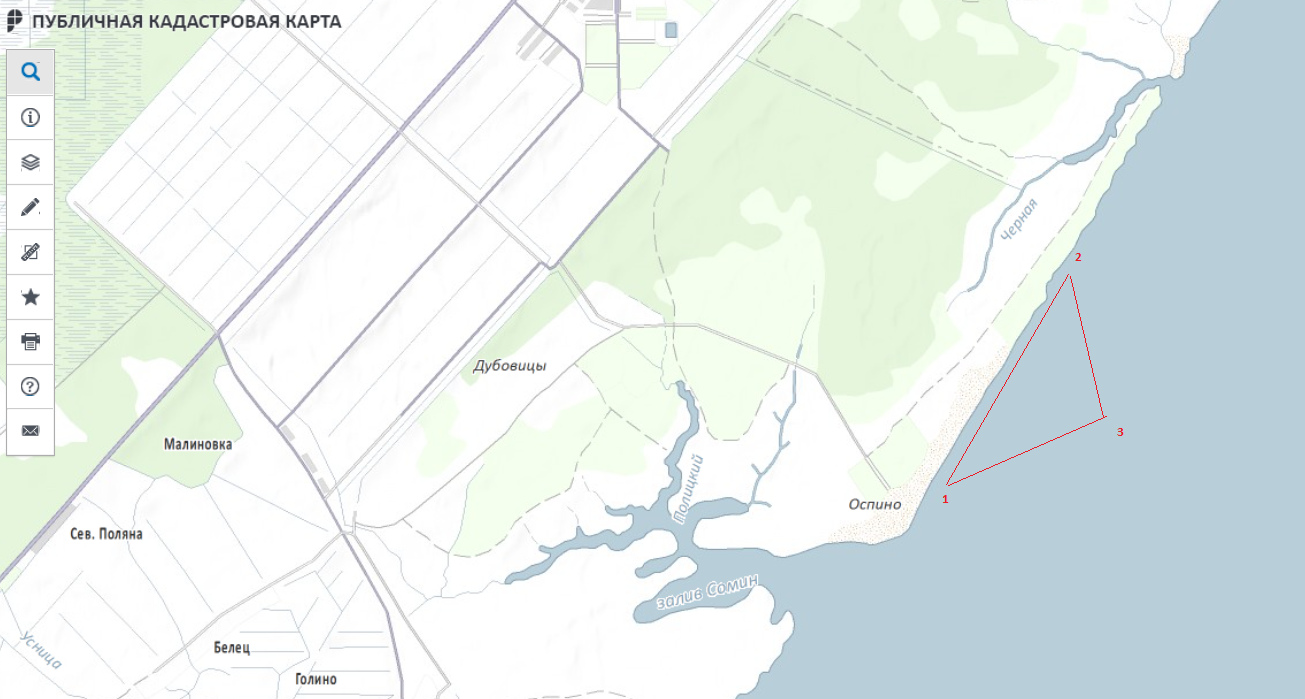 ПУБЛИЧНАЯ КАДАСТРОВАЯ КАРТА
Черная
2
Дубовицы
3
Малиновка
Полицкий
1
Оспино
Сев. Поляна
залив Сомин
Усница
Белец
Голино